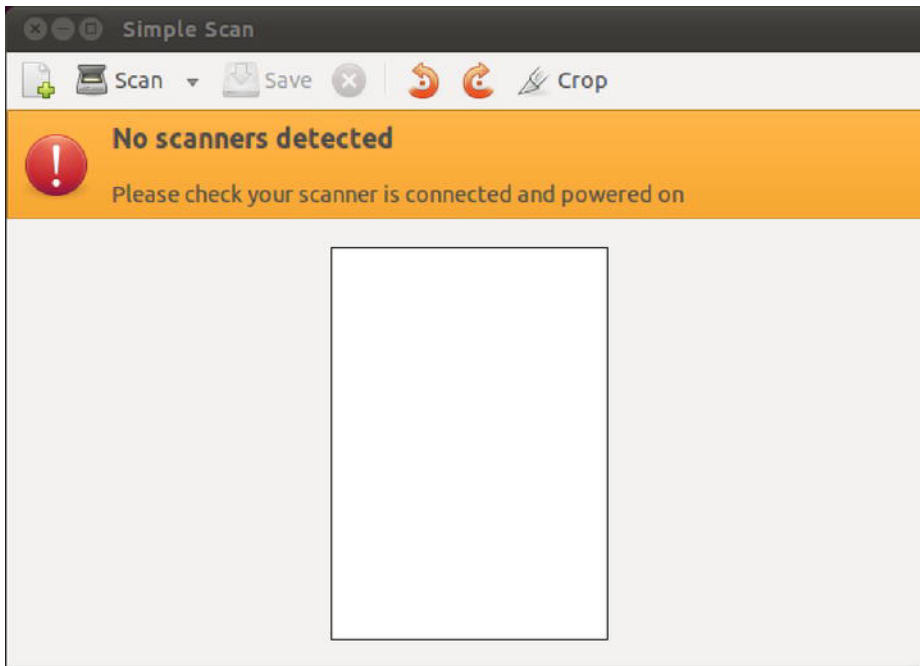 Simple Scan
Scan Save Crop
No scanners detected
Please check your scanner is connected and powered on